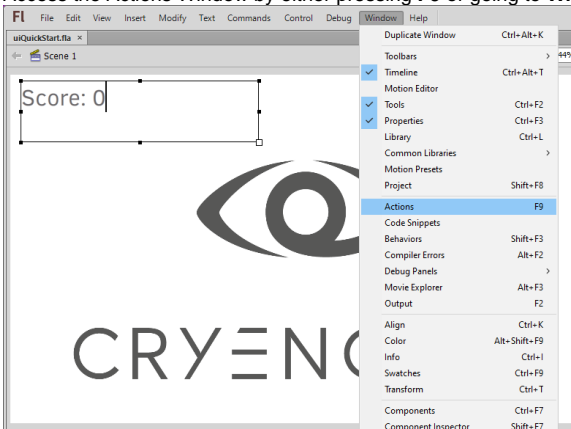 Access the Actions Window by either pressing F9 or going to
Fl File Edit View Insert Modify Text Commands Control Debug Window Help
uiQuickStart.fla ×
Scene 1
44%
Score: 0
CRYENG
Duplicate Window Ctrl+Alt+K
Toolbars
Timeline Ctrl+Alt+T
Motion Editor
Tools Ctrl+F2
Properties Ctrl+F3
Library Ctrl+L
Common Libraries
Motion Presets
Project Shift+F8
Actions F9
Code Snippets
Behaviors Shift+F3
Compiler Errors Alt+F2
Debug Panels
Movie Explorer Alt+F3
Output F2
Align Ctrl+K
Color Alt+Shift+F9
Info Ctrl+I
Swatches Ctrl+F9
Transform Ctrl+T
Components Ctrl+F7
Component Inspector Shift+F7